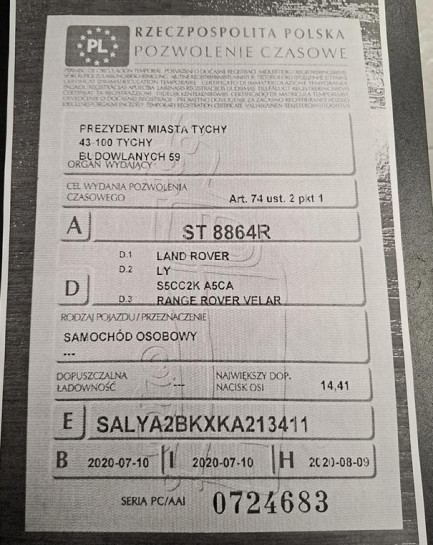 PL
RZECZPOSPOLITA POLSKA
POZWOLENIE CZASOWE
PREZYDENT MIASTA TYCHY
43-100 TYCHY
BUDOWLANYCH 59
ORGAN WYDAJĄCY
CEL WYDANIA POZWOLENIA
CZASOWEGO
Art. 74 ust. 2 pkt 1
A ST 8864R
D.1 LAND ROVER
D.2 LY
S5CC2K A5CA
D
D.3 RANGE ROVER VELAR
RODZAJ POJAZDU/PRZEZNACZENIE
SAMOCHÓD OSOBOWY
---
DOPUSZCZALNA
ŁADOWNOŚĆ ---
NAJWIĘKSZY DOP.
NACISK OSI 14,41
E SALYA2BKXKA213411
B 2020-07-10 I 2020-07-10 H 2020-08-09
SERIA PC/AAI 0724683